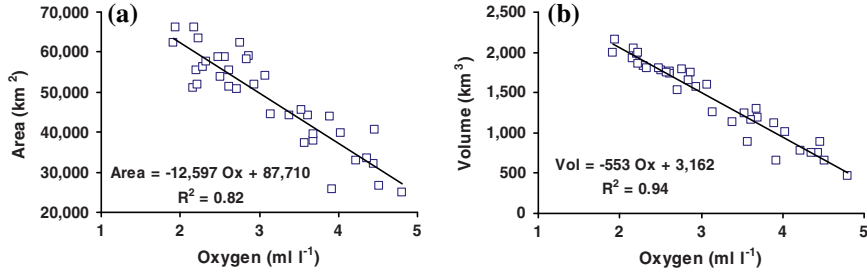 (a)
70,000
60,000
50,000
40,000
30,000
20,000
Area (km²)
Area = -12,597 Ox + 87,710
R² = 0.82
1 2 3 4 5
Oxygen (ml l⁻¹)
(b)
2,500
2,000
1,500
1,000
500
0
Volume (km³)
Vol = -553 Ox + 3,162
R² = 0.94
1 2 3 4 5
Oxygen (ml l⁻¹)